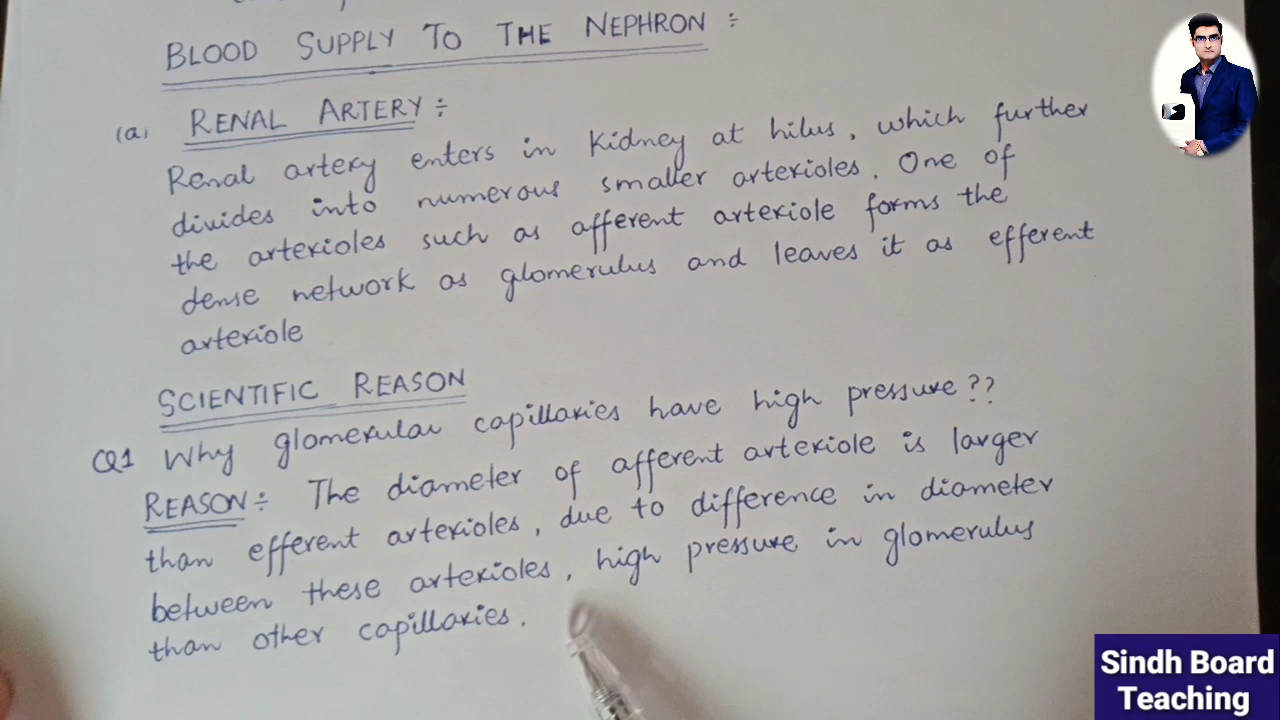 BLOOD SUPPLY TO THE NEPHRON :
(a) RENAL ARTERY :
Renal artery enters in kidney at hilus, which further
divides into numerous smaller arterioles. One of
the arterioles such as afferent arteriole forms the
dense network as glomerulus and leaves it as efferent
arteriole
SCIENTIFIC REASON
Q1 Why glomerular capillaries have high pressure??
REASON : The diameter of afferent arteriole is larger
than efferent arterioles, due to difference in diameter
between these arterioles, high pressure in glomerulus
than other capillaries.
Sindh Board
Teaching